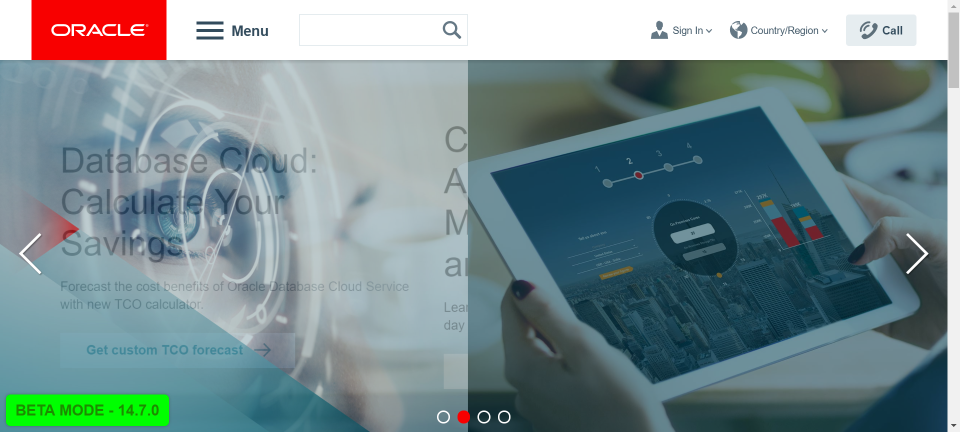 ORACLE
Menu
Sign In
Country/Region
Call
Database Cloud:
Calculate Your
Savings
Forecast the cost benefits of Oracle Database Cloud Service
with new TCO calculator.
Get custom TCO forecast
C
A
M
an
Lear
day
1 2 3 4
BETA MODE - 14.7.0